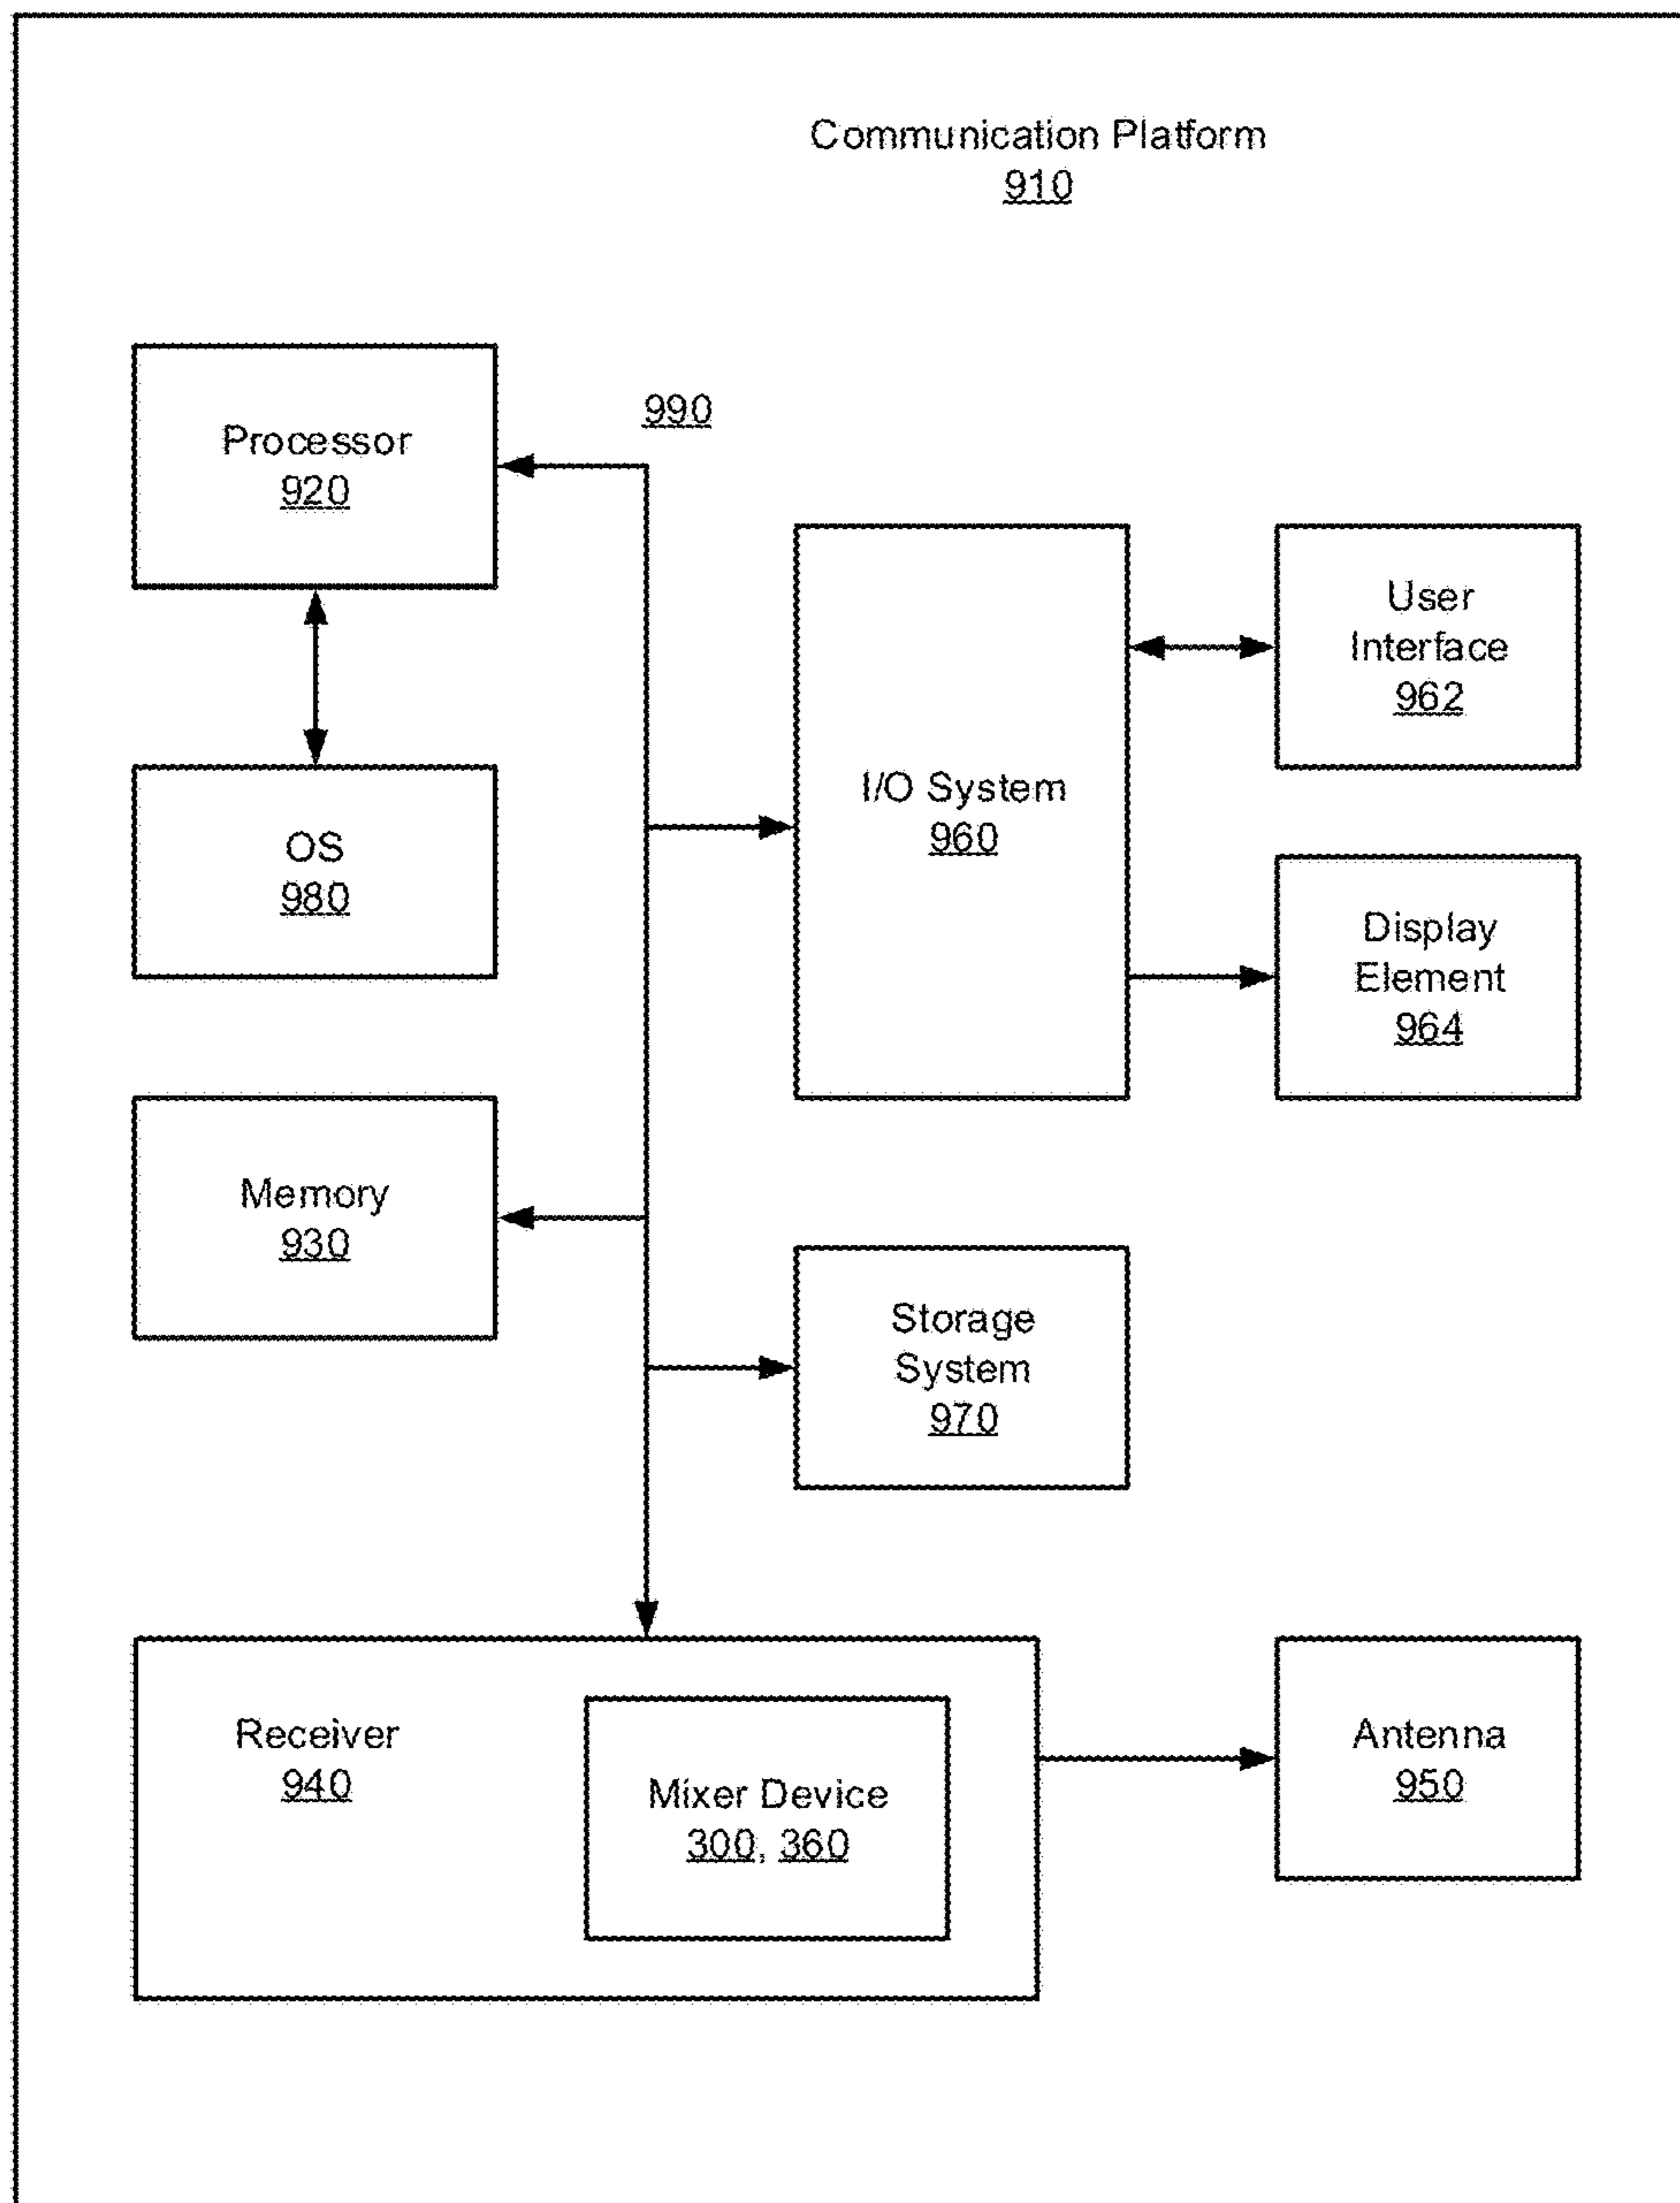 Communication Platform
910
Processor
920
990
OS
980
I/O System
960
User
Interface
962
Display
Element
964
Memory
930
Storage
System
970
Receiver
940
Mixer Device
300, 360
Antenna
950